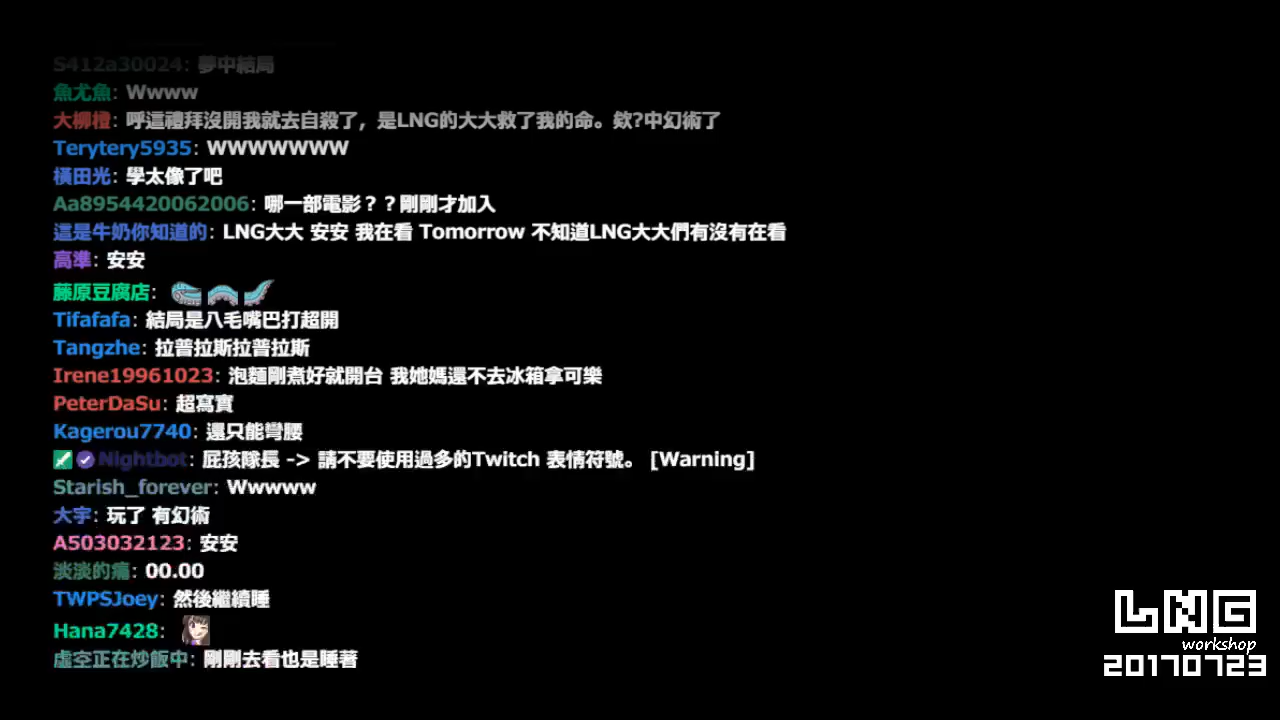 S412a30024: 夢中結局
魚尤魚: Wwww
大柳橙: 呼這禮拜沒開我就去自殺了，是LNG的大大救了我的命。欸?中幻術了
Terytery5935: WWWWWWW
橫田光: 學太像了吧
Aa8954420062006: 哪一部電影？？剛剛才加入
這是牛奶你知道的: LNG大大 安安 我在看 Tomorrow 不知道LNG大大們有沒有在看
高準: 安安
藤原豆腐店:
Tifafafa: 結局是八毛嘴巴打超開
Tangzhe: 拉普拉斯拉普拉斯
Irene19961023: 泡麵剛煮好就開台 我她媽還不去冰箱拿可樂
PeterDaSu: 超寫實
Kagerou7740: 還只能彎腰
Nightbot: 屁孩隊長 -> 請不要使用過多的Twitch 表情符號。 [Warning]
Starish_forever: Wwwww
大宇: 玩了 有幻術
A503032123: 安安
淡淡的痛: 00.00
TWPSJoey: 然後繼續睡
Hana7428:
虛空正在炒飯中: 剛剛去看也是睡著
LNG
workshop
20170723